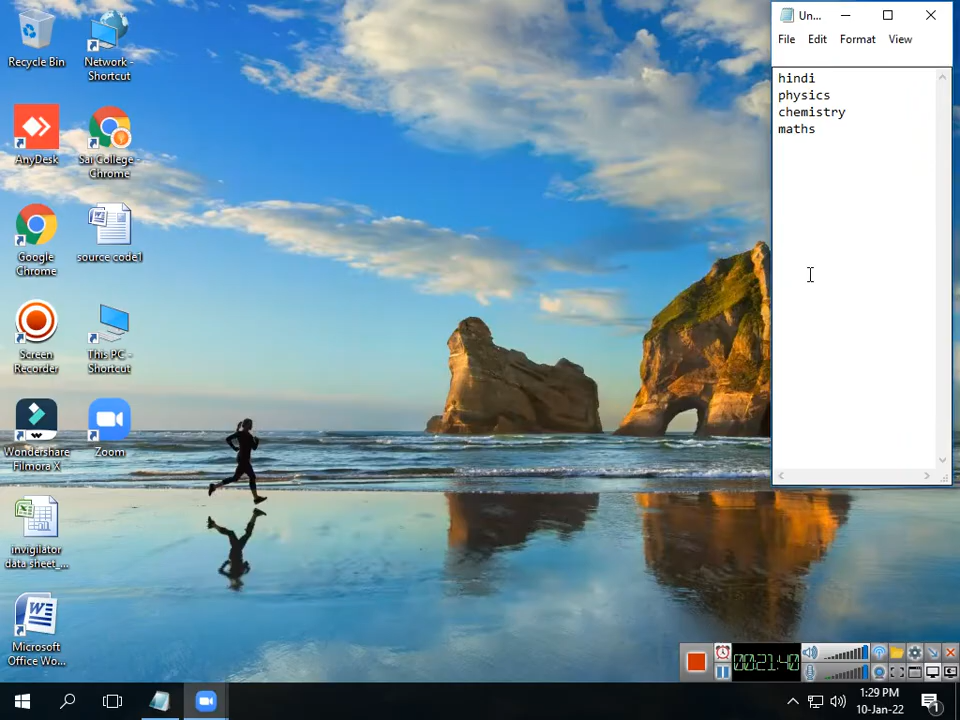 Recycle Bin
Network - Shortcut
AnyDesk
Sai College - Chrome
Google Chrome
source code1
Screen Recorder
This PC - Shortcut
Wondershare Filmora X
Zoom
invigilator data sheet_...
Microsoft Office Wo...
Un...
File Edit Format View
hindi
physics
chemistry
maths
00:21:40
1:29 PM
10-Jan-22
1